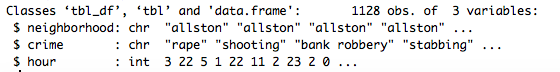 Classes ‘tbl_df’, ‘tbl’ and 'data.frame':	1128 obs. of  3 variables:
 $ neighborhood: chr  "allston" "allston" "allston" "allston" ...
 $ crime       : chr  "rape" "shooting" "bank robbery" "stabbing" ...
 $ hour        : int  3 22 5 1 22 11 2 23 2 0 ...